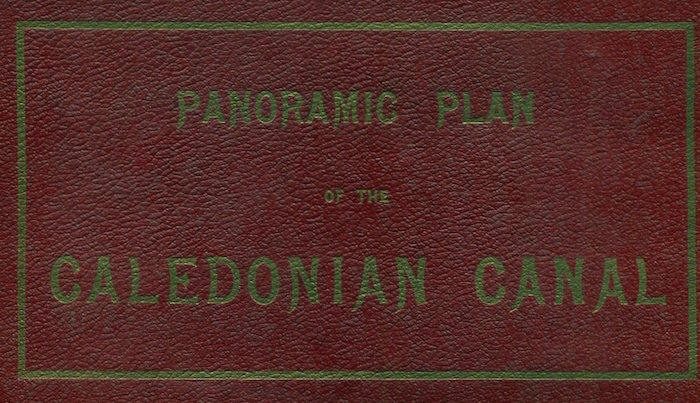 PANORAMIC PLAN
OF THE
CALEDONIAN CANAL